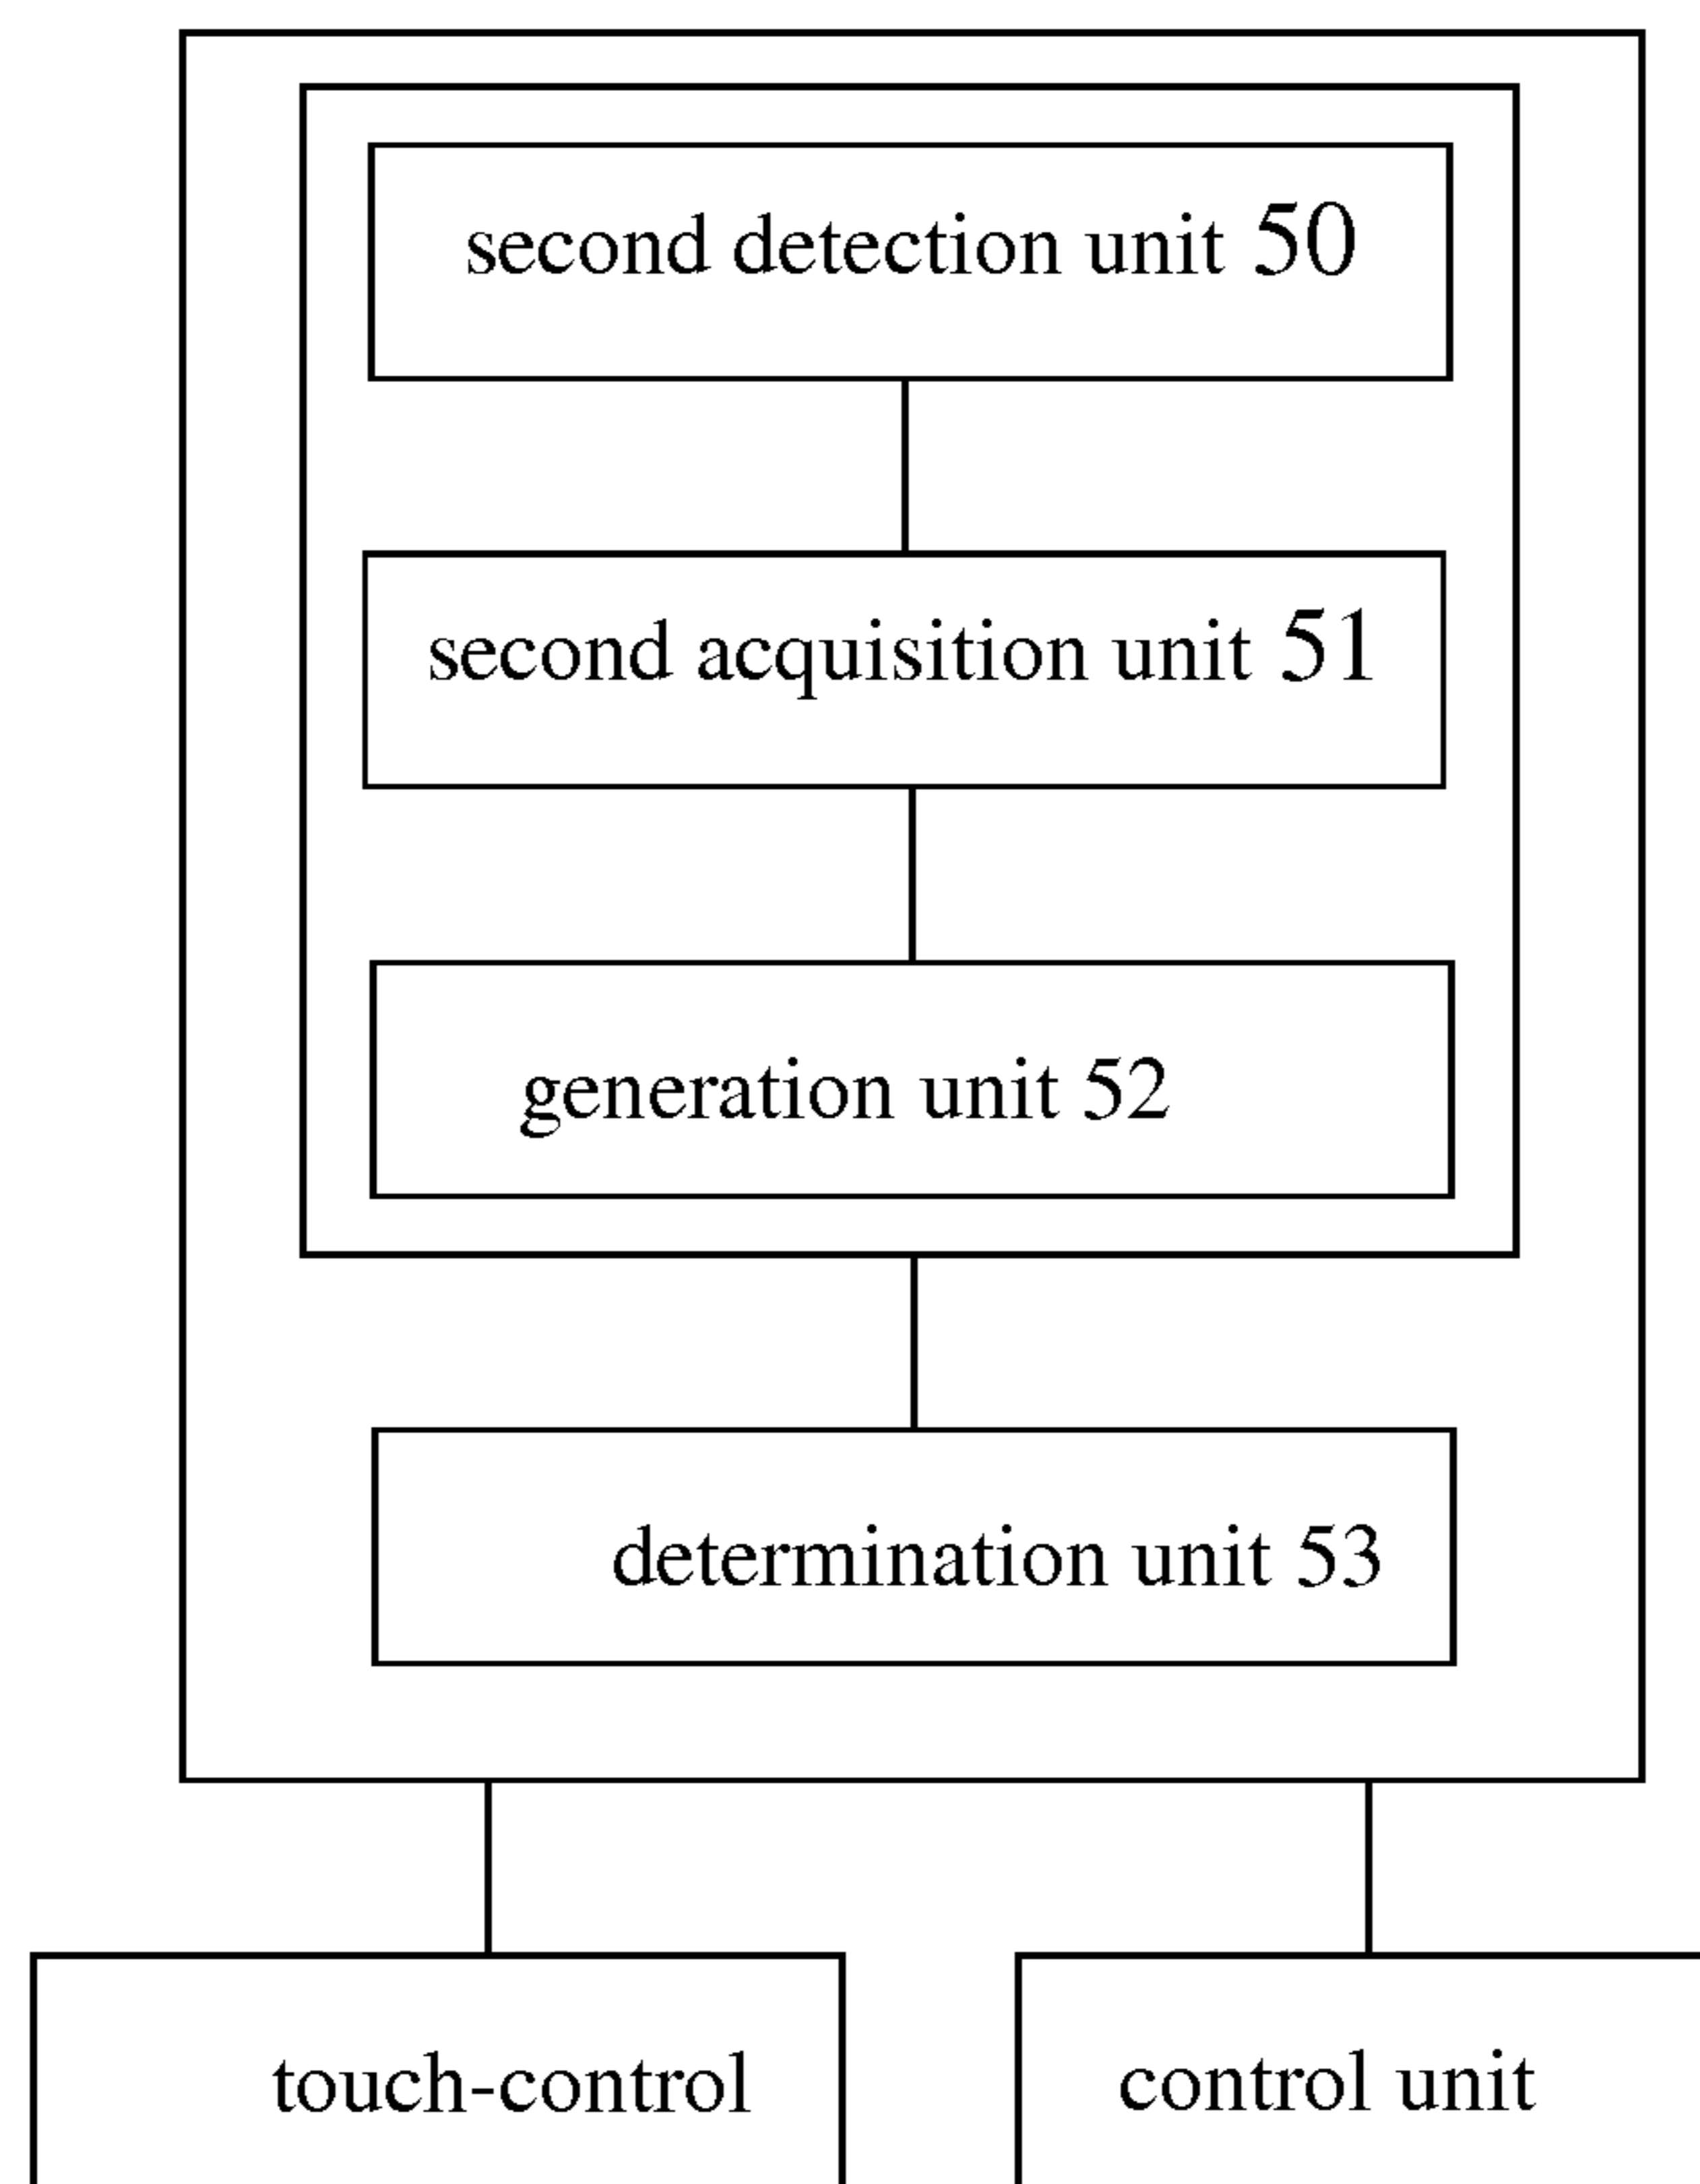 second detection unit 50
second acquisition unit 51
generation unit 52
determination unit 53
touch-control
control unit